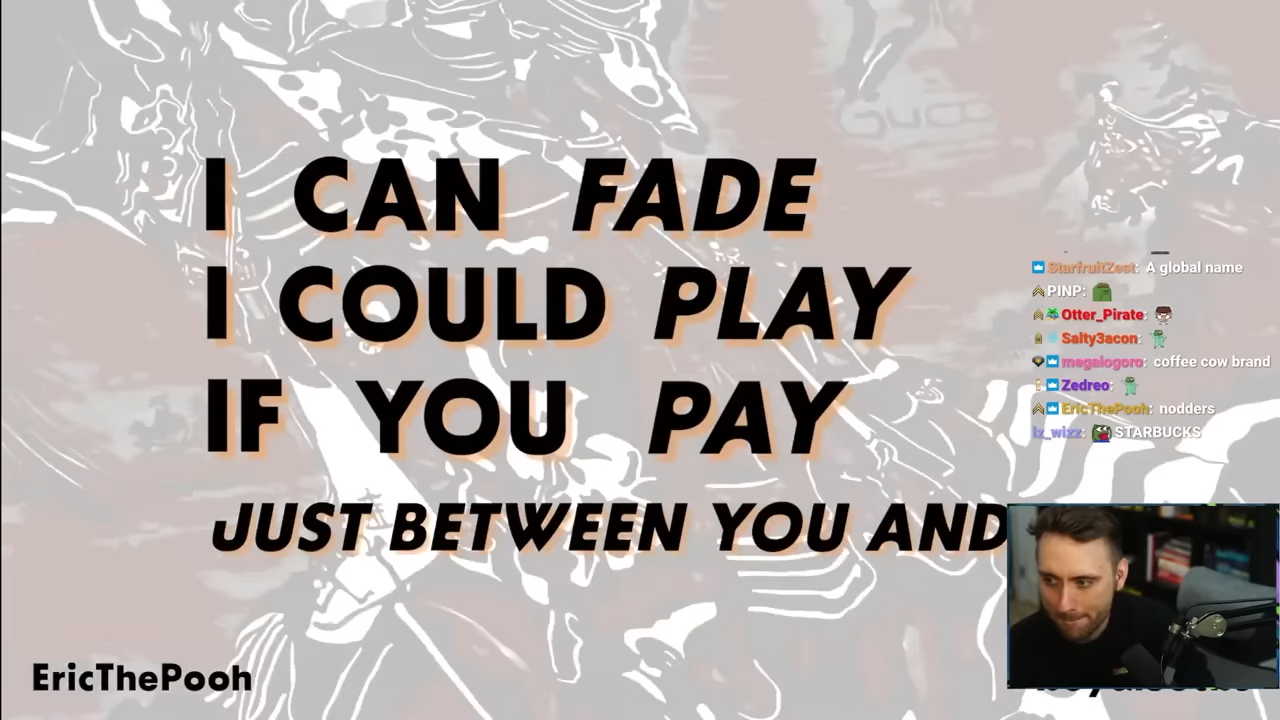 I CAN FADE
I COULD PLAY
IF YOU PAY
JUST BETWEEN YOU AND
EricThePooh
StarfruitZest: A global name
PINP:
Otter_Pirate:
Salty3acon:
megalogoro: coffee cow brand
Zedreo:
EricThePooh: nodders
iz_wizz: STARBUCKS